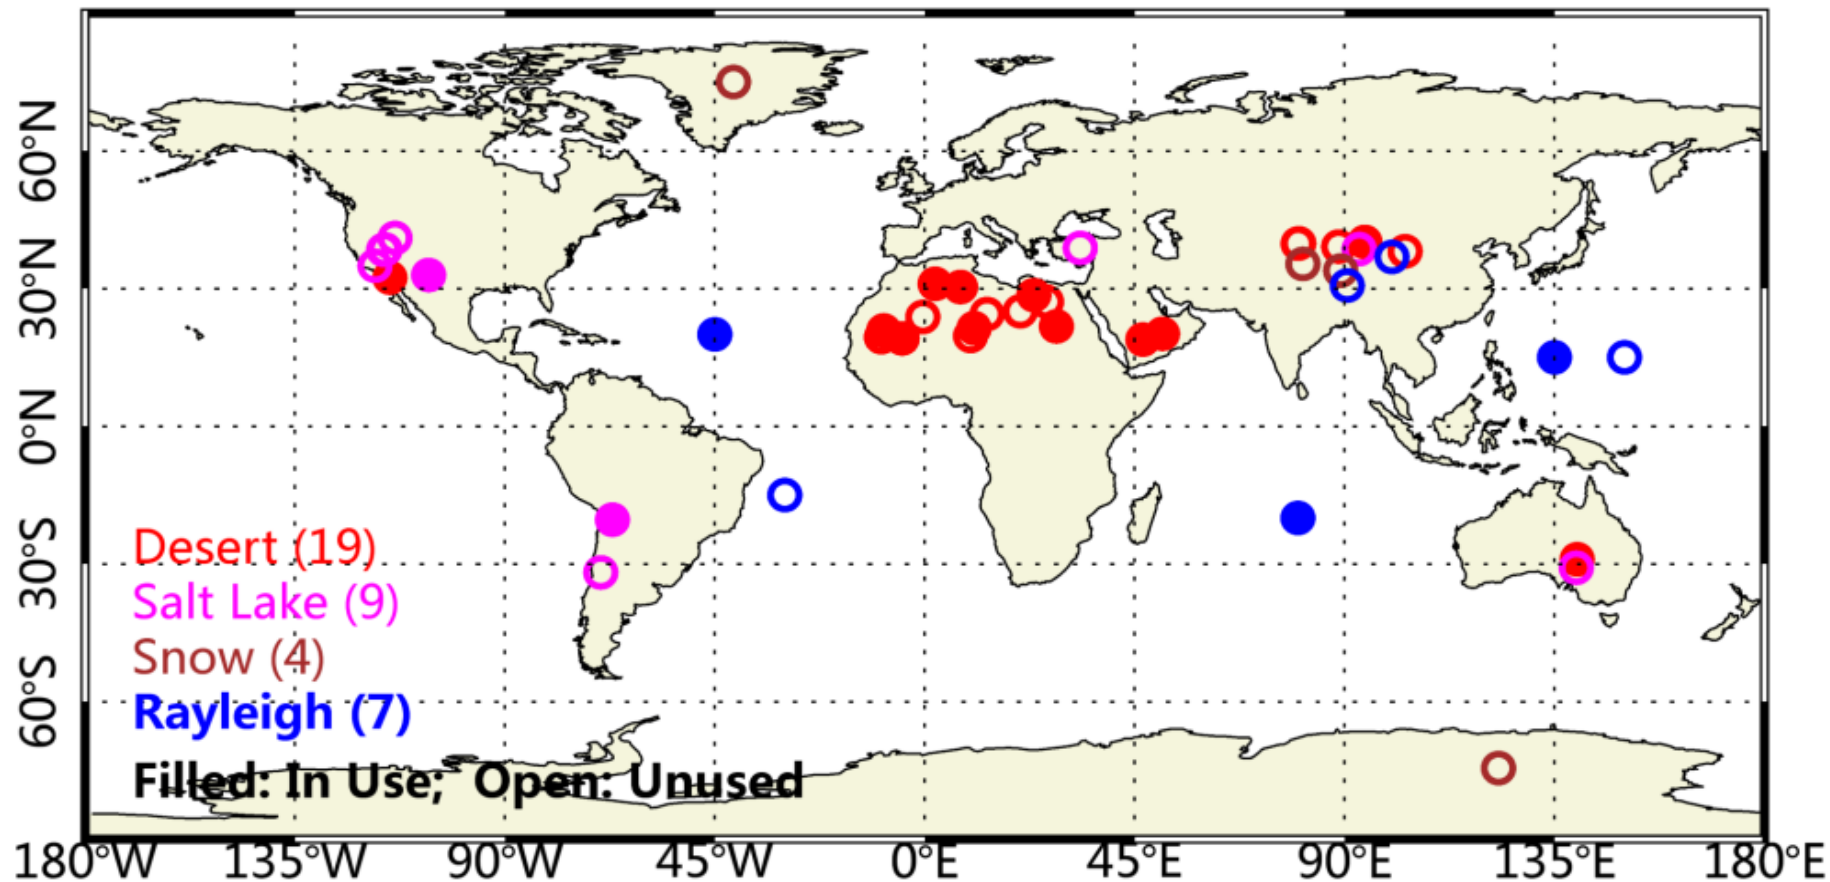 60°N
30°N
0°N
30°S
60°S
Desert (19)
Salt Lake (9)
Snow (4)
Rayleigh (7)
Filled: In Use; Open: Unused
180°W 135°W 90°W 45°W 0°E 45°E 90°E 135°E 180°E